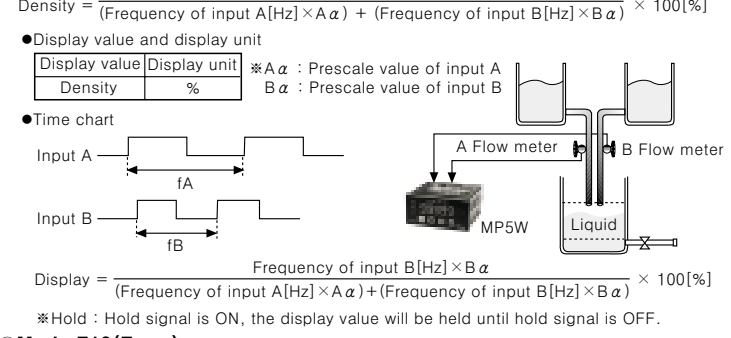 Density = (Frequency of input A[Hz]×Aα) + (Frequency of input B[Hz]×Bα) × 100[%]
●Display value and display unit
Display value Display unit
Density %
※Aα : Prescale value of input A
Bα : Prescale value of input B
●Time chart
Input A
fA
Input B
fB
A Flow meter
B Flow meter
MP5W
Liquid
Display = Frequency of input B[Hz]×Bα
(Frequency of input A[Hz]×Aα)+(Frequency of input B[Hz]×Bα) × 100[%]
※Hold : Hold signal is ON, the display value will be held until hold signal is OFF.